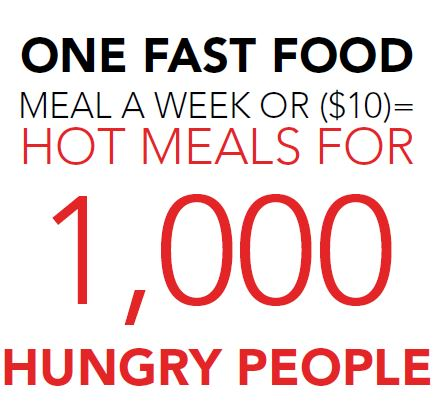 ONE FAST FOOD
MEAL A WEEK OR ($10)=
HOT MEALS FOR
1,000
HUNGRY PEOPLE